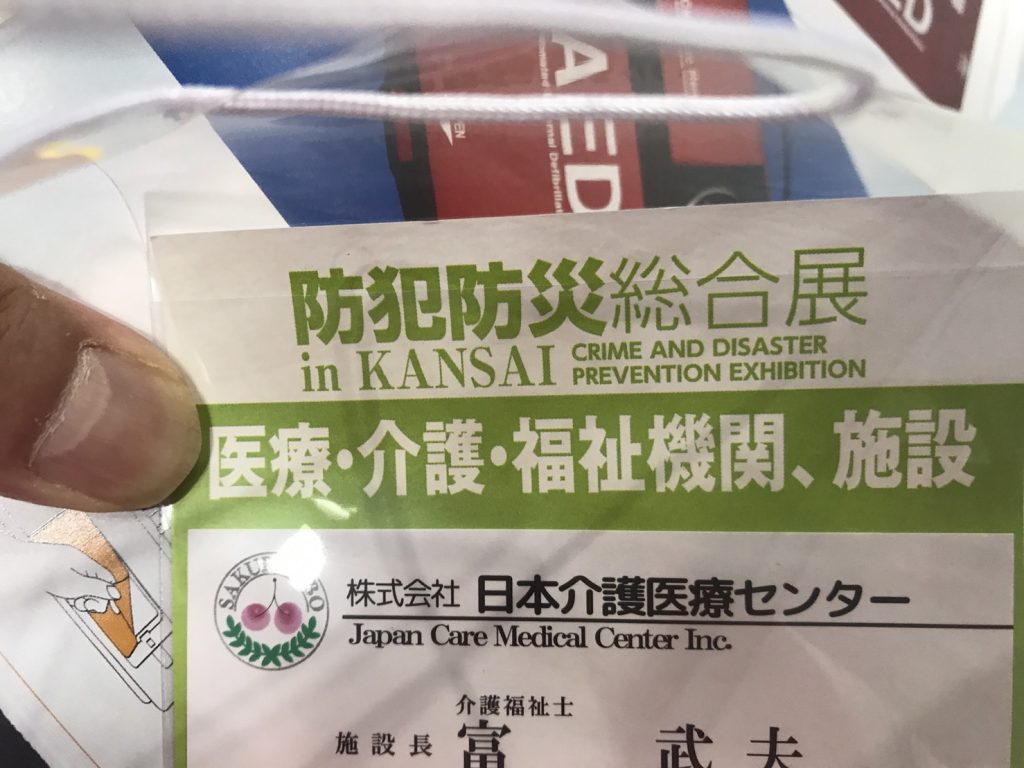 AED
防犯防災総合展
in KANSAI CRIME AND DISASTER
PREVENTION EXHIBITION
医療・介護・福祉機関、施設
株式会社 日本介護医療センター
Japan Care Medical Center Inc.
介護福祉士
施設長 富 武夫